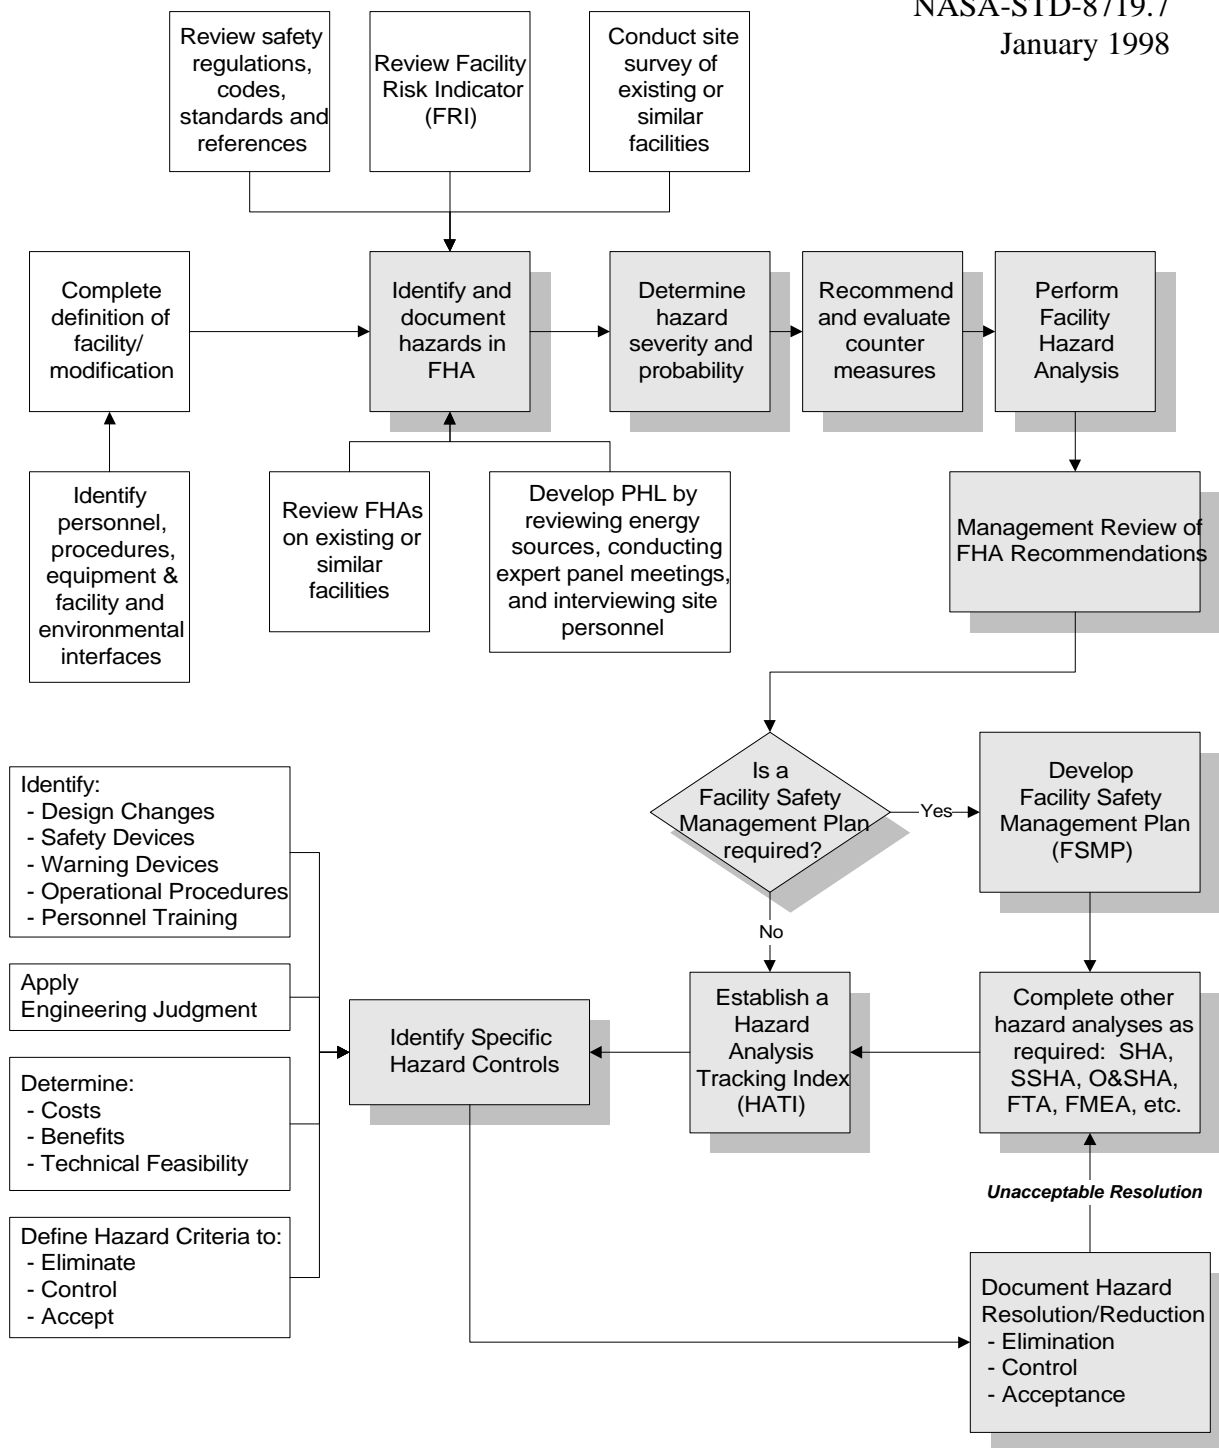 NASA-STD-8719.7
January 1998
Review safety
regulations,
codes,
standards and
references
Review Facility
Risk Indicator
(FRI)
Conduct site
survey of
existing or
similar
facilities
Complete
definition of
facility/
modification
Identify and
document
hazards in
FHA
Determine
hazard
severity and
probability
Recommend
and evaluate
counter
measures
Perform
Facility
Hazard
Analysis
Identify
personnel,
procedures,
equipment &
facility and
environmental
interfaces
Review FHAs
on existing or
similar
facilities
Develop PHL by
reviewing energy
sources, conducting
expert panel meetings,
and interviewing site
personnel
Management Review of
FHA Recommendations
Is a
Facility Safety
Management Plan
required?
Yes
Develop
Facility Safety
Management Plan
(FSMP)
No
Identify:
- Design Changes
- Safety Devices
- Warning Devices
- Operational Procedures
- Personnel Training
Apply
Engineering Judgment
Determine:
- Costs
- Benefits
- Technical Feasibility
Define Hazard Criteria to:
- Eliminate
- Control
- Accept
Identify Specific
Hazard Controls
Establish a
Hazard
Analysis
Tracking Index
(HATI)
Complete other
hazard analyses as
required: SHA,
SSHA, O&SHA,
FTA, FMEA, etc.
Unacceptable Resolution
Document Hazard
Resolution/Reduction
- Elimination
- Control
- Acceptance